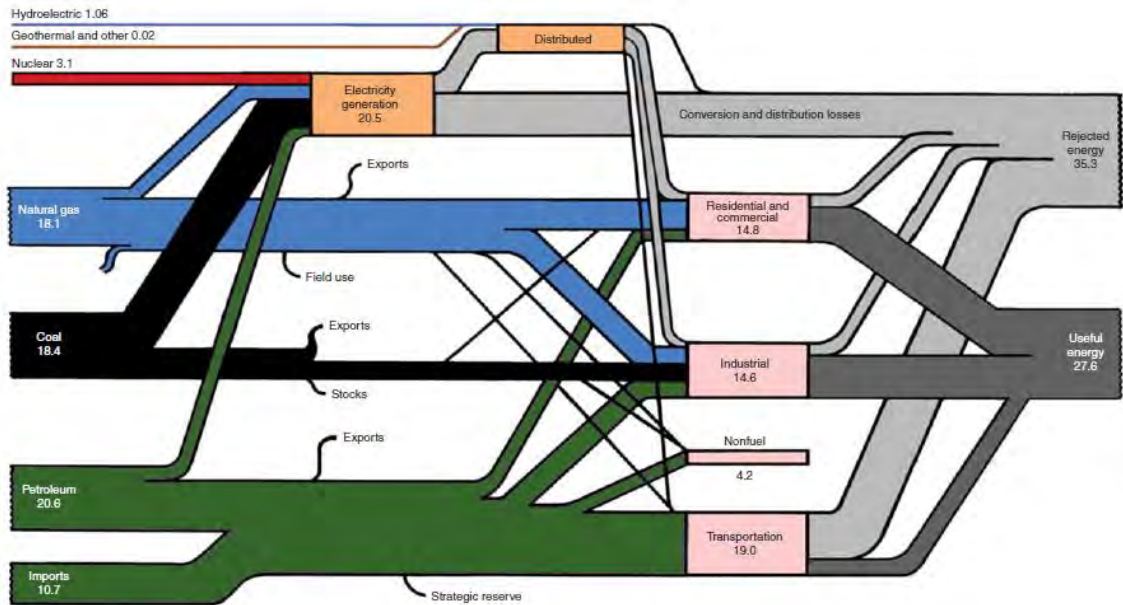 Hydroelectric 1.06
Geothermal and other 0.02
Distributed
Nuclear 3.1
Electricity
generation
20.5
Conversion and distribution losses
Rejected
energy
35.3
Exports
Natural gas
18.1
Residential and
commercial
14.8
Field use
Coal
18.4
Exports
Stocks
Industrial
14.6
Useful
energy
27.6
Exports
Nonfuel
4.2
Petroleum
20.6
Transportation
19.0
Imports
10.7
Strategic reserve